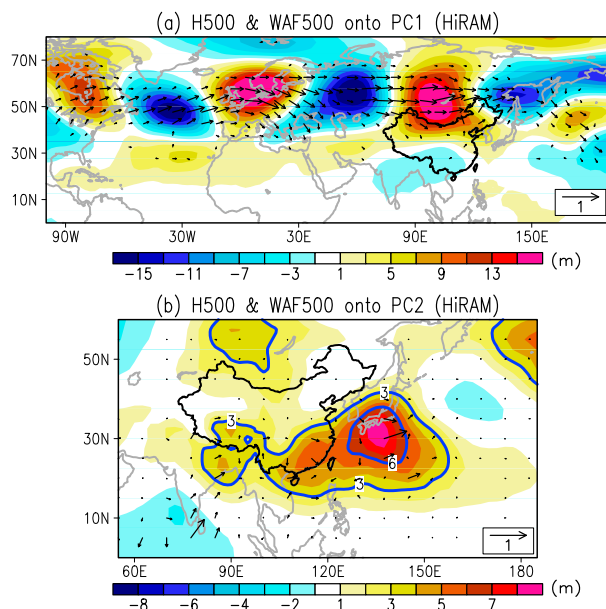 (a) H500 & WAF500 onto PC1 (HiRAM)
70N
50N
30N
10N
1
90W 30W 30E 90E 150E
-15 -11 -7 -3 1 5 9 13 (m)
(b) H500 & WAF500 onto PC2 (HiRAM)
50N
3
3
30N
6
3
10N
1
60E 90E 120E 150E 180
-8 -6 -4 -2 1 3 5 7 (m)